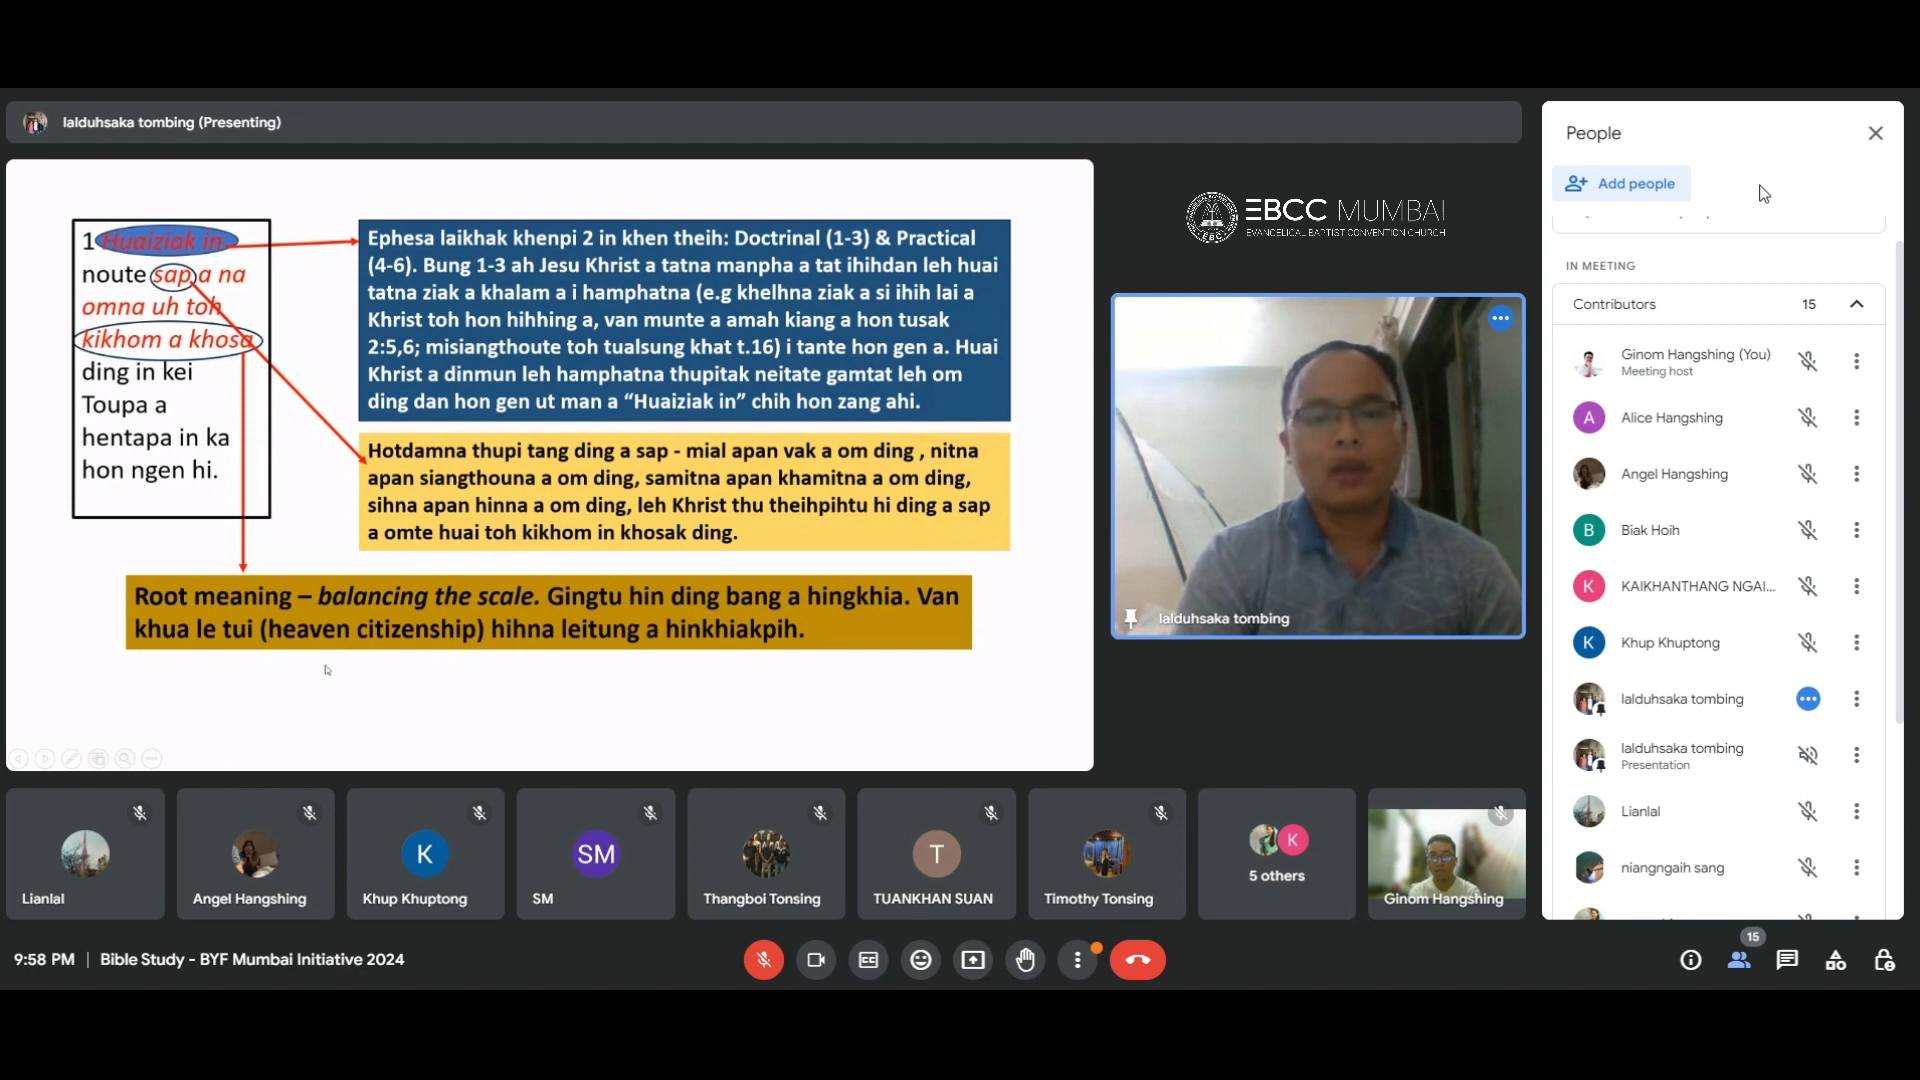 lalduhsaka tombing (Presenting)
1 Huaiziak in
noute sap a na
omna uh toh
kikhom a khosa
ding in kei
Toupa a
hentapa in ka
hon ngen hi.
Ephesa laikhak khenpi 2 in khen theih: Doctrinal (1-3) & Practical
(4-6). Bung 1-3 ah Jesu Khrist a tatna manpha a tat ihihdan leh huai
tatna ziak a khalam a i hamphatna (e.g khelhna ziak a si ihih lai a
Khrist toh hon hihhing a, van munte a amah kiang a hon tusak
2:5,6; misiangthoute toh tualsung khat t.16) i tante hon gen a. Huai
Khrist a dinmun leh hamphatna thupitak neitate gamtat leh om
ding dan hon gen ut man a “Huaiziak in” chih hon zang ahi.
Hotdamna thupi tang ding a sap - mial apan vak a om ding , nitna
apan siangthouna a om ding, samitna apan khamitna a om ding,
sihna apan hinna a om ding, leh Khrist thu theihpihtu hi ding a sap
a omte huai toh kikhom in khosak ding.
Root meaning – balancing the scale. Gingtu hin ding bang a hingkhia. Van
khua le tui (heaven citizenship) hihna leitung a hinkhiakpih.
EBCC MUMBAI
EVANGELICAL BAPTIST CONVENTION CHURCH
EBC
lalduhsaka tombing
People
Add people
IN MEETING
Contributors 15
Ginom Hangshing (You)
Meeting host
A Alice Hangshing
Angel Hangshing
B Biak Hoih
K KAIKHANTHANG NGAI...
K Khup Khuptong
lalduhsaka tombing
lalduhsaka tombing
Presentation
Lianlal
niangngaih sang
Lianlal
Angel Hangshing
K
Khup Khuptong
SM
SM
Thangboi Tonsing
T
TUANKHAN SUAN
Timothy Tonsing
K
5 others
Ginom Hangshing
9:58 PM | Bible Study - BYF Mumbai Initiative 2024
15